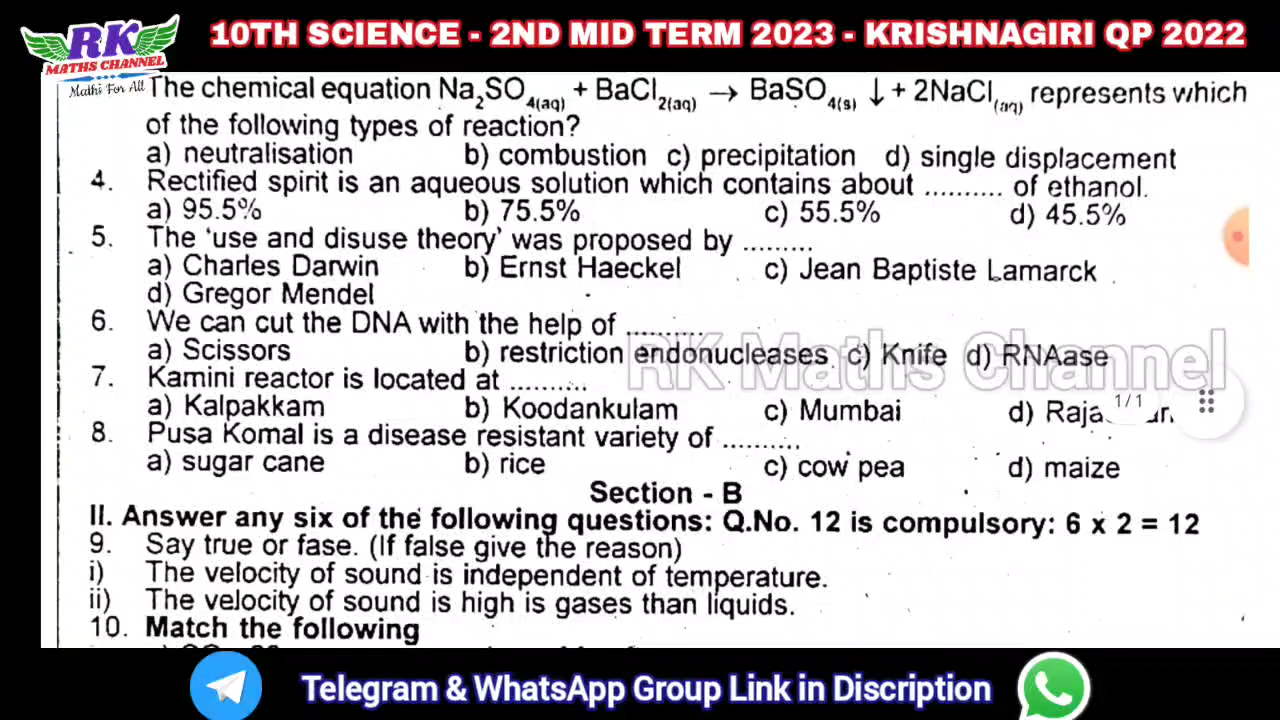 RK
MATHS CHANNEL
Maths For All
10TH SCIENCE - 2ND MID TERM 2023 - KRISHNAGIRI QP 2022
The chemical equation Na₂SO₄(aq) + BaCl₂(aq) → BaSO₄(s) ↓ + 2NaCl(aq) represents which
of the following types of reaction?
a) neutralisation b) combustion c) precipitation d) single displacement
4. Rectified spirit is an aqueous solution which contains about .......... of ethanol.
a) 95.5% b) 75.5% c) 55.5% d) 45.5%
5. The 'use and disuse theory' was proposed by .........
a) Charles Darwin b) Ernst Haeckel c) Jean Baptiste Lamarck
d) Gregor Mendel
6. We can cut the DNA with the help of ..........
a) Scissors b) restriction endonucleases c) Knife d) RNAase
RK Maths Channel
7. Kamini reactor is located at ..........
1/1
a) Kalpakkam b) Koodankulam c) Mumbai d)
8. Pusa Komal is a disease resistant variety of ..........
a) sugar cane b) rice c) cow pea d) maize
Section - B
II. Answer any six of the following questions: Q.No. 12 is compulsory: 6 x 2 = 12
9. Say true or fase. (If false give the reason)
i) The velocity of sound is independent of temperature.
ii) The velocity of sound is high is gases than liquids.
10. Match the following
Telegram & WhatsApp Group Link in Discription